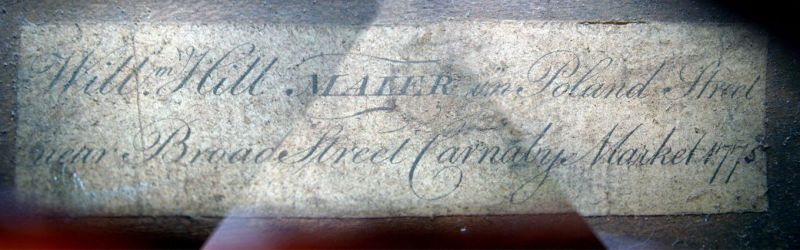 Will.m Hill MAKER in Poland Street
near Broad Street Carnaby Market 1775